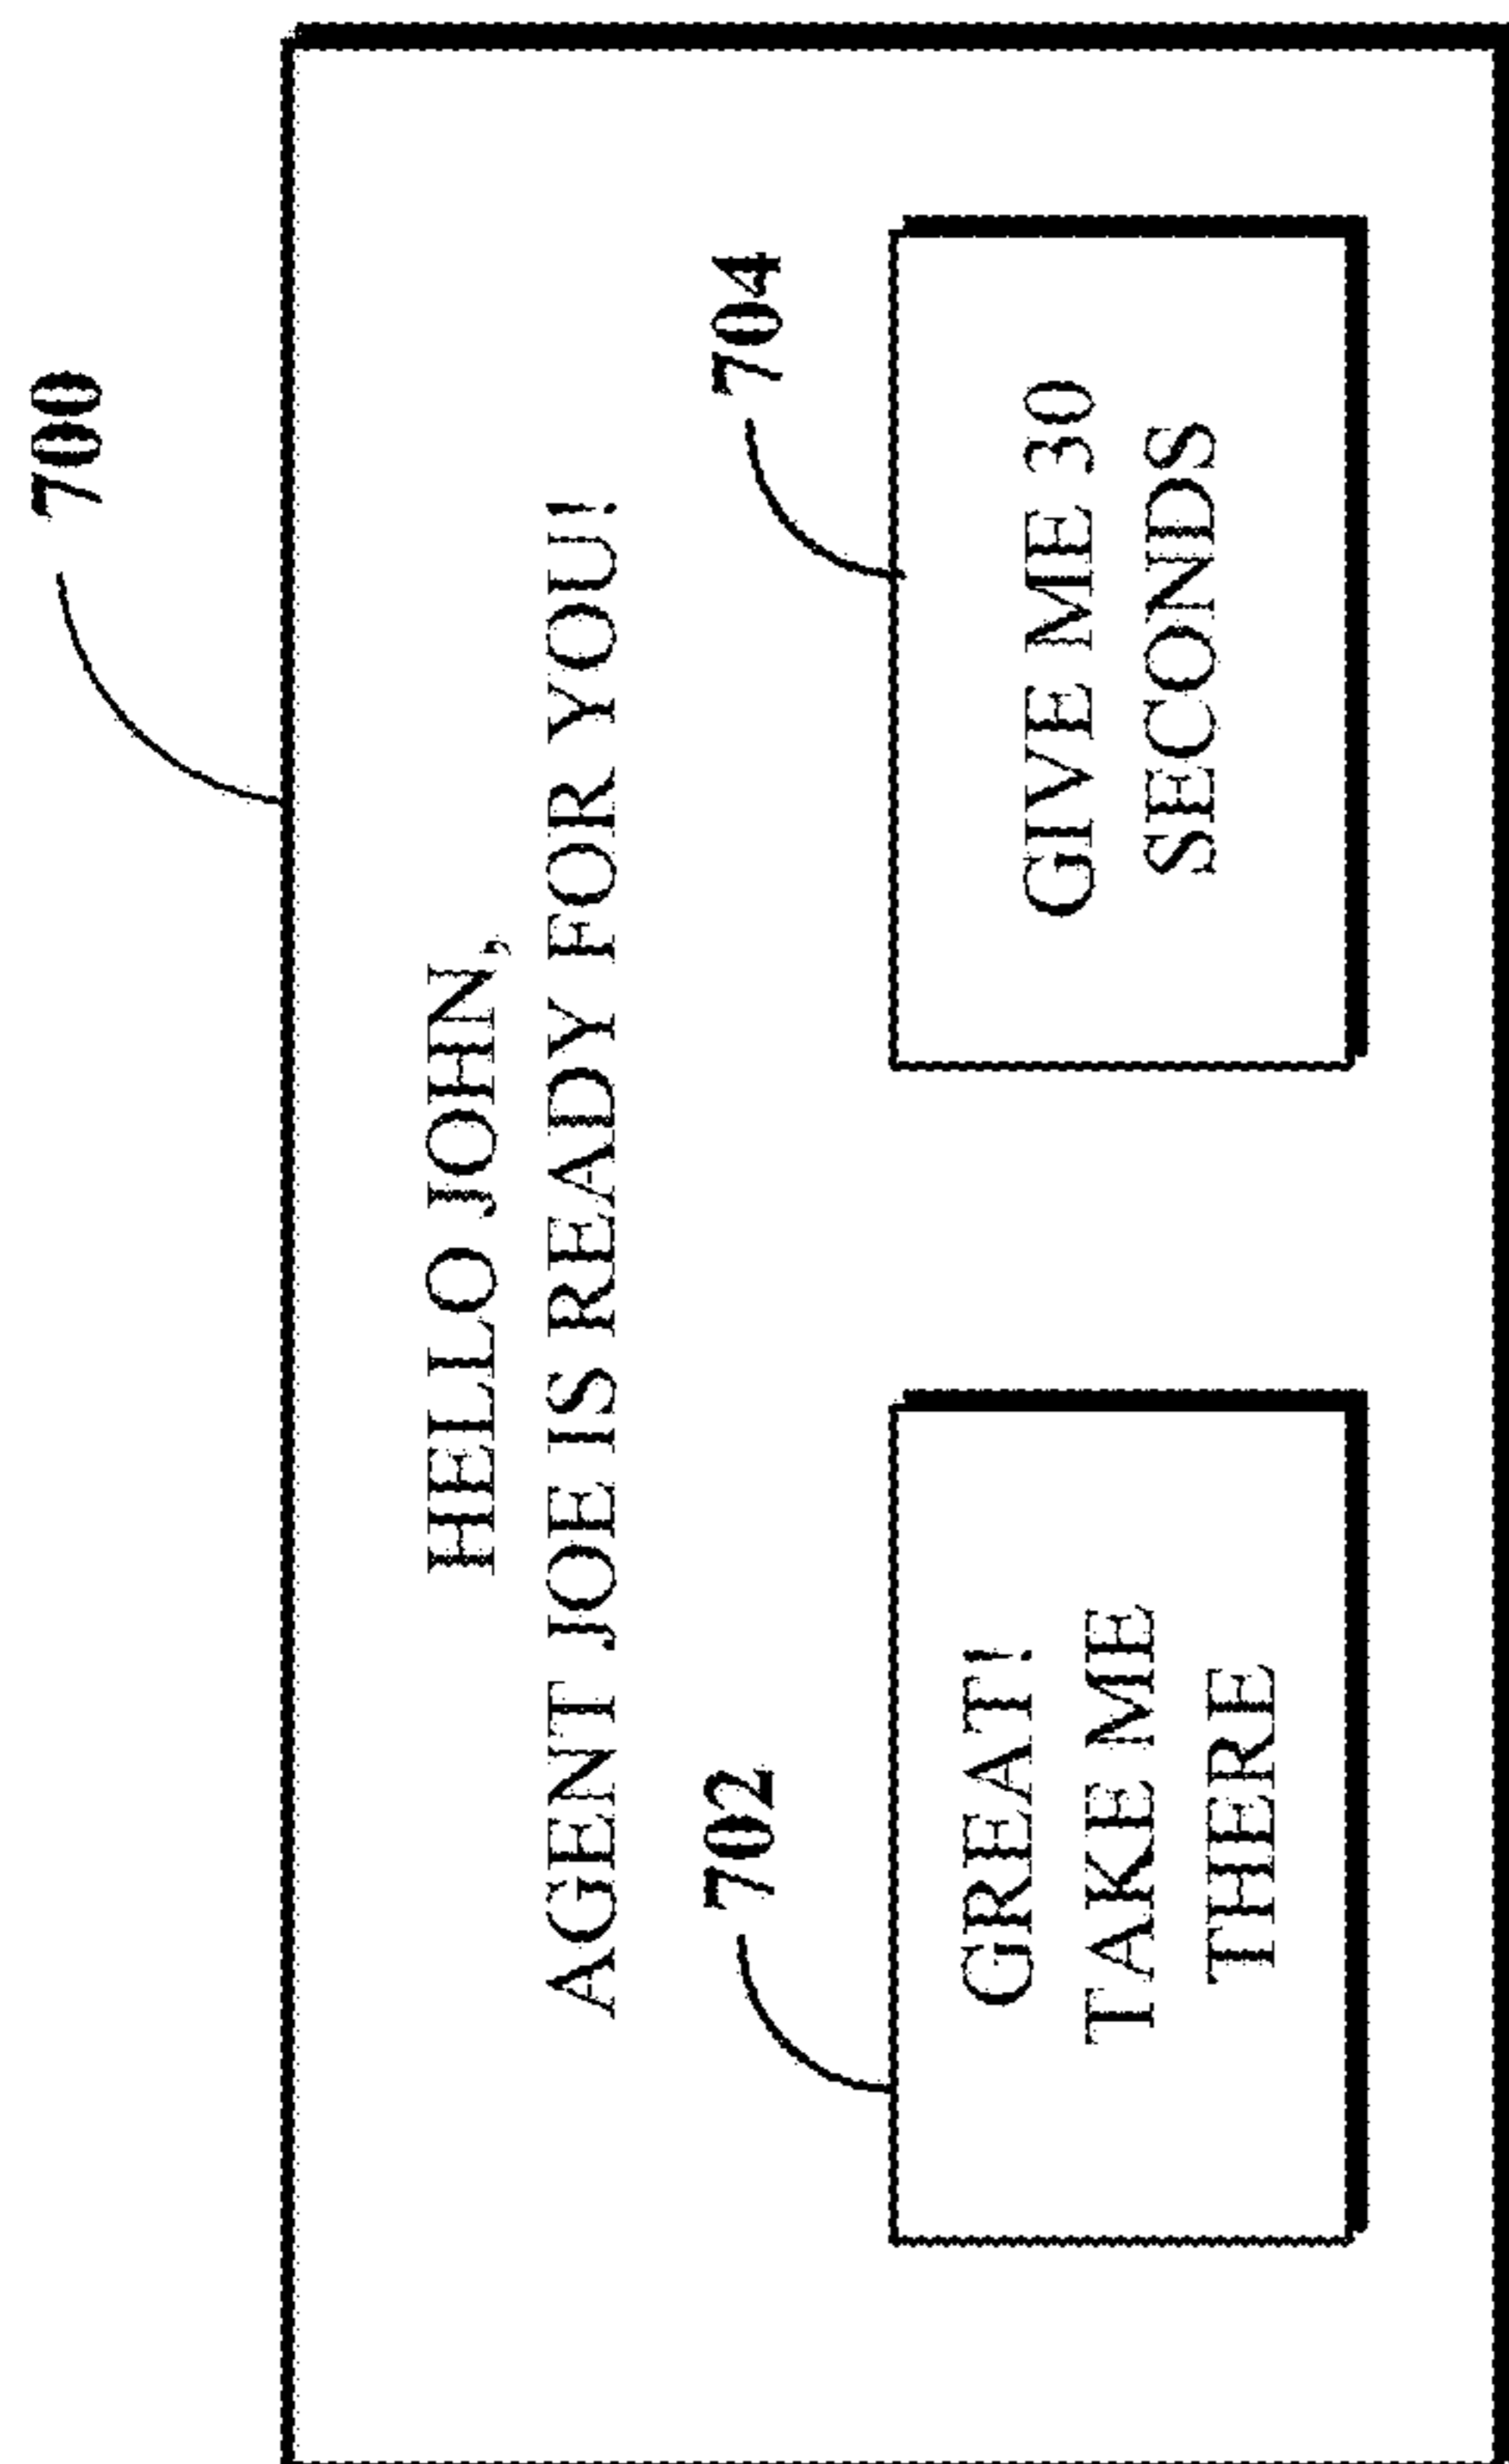 700
HELLO JOHN,
AGENT JOE IS READY FOR YOU!
702
704
GREAT!
TAKE ME
THERE
GIVE ME 30
SECONDS